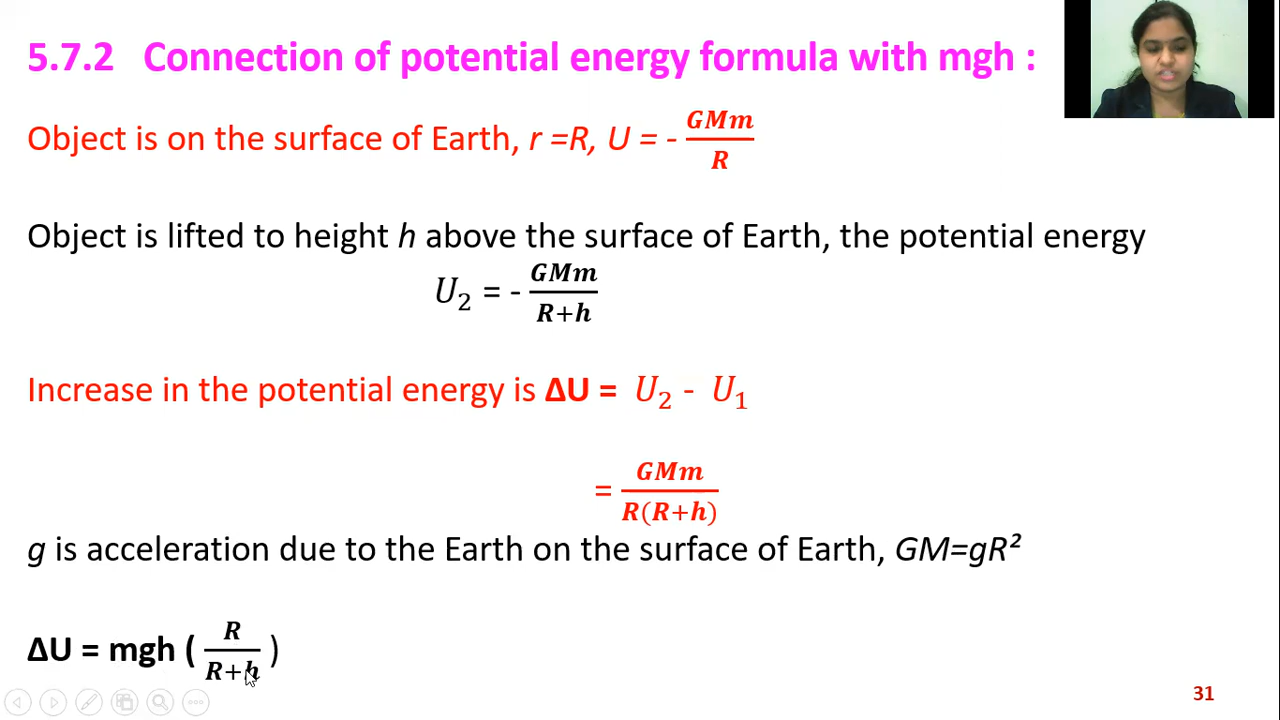 5.7.2 Connection of potential energy formula with mgh :
Object is on the surface of Earth, r =R, U = - GMm/R
Object is lifted to height h above the surface of Earth, the potential energy
U₂ = - GMm/R+h
Increase in the potential energy is ΔU = U₂ - U₁
= GMm/R(R+h)
g is acceleration due to the Earth on the surface of Earth, GM=gR²
ΔU = mgh ( R/R+h )
31